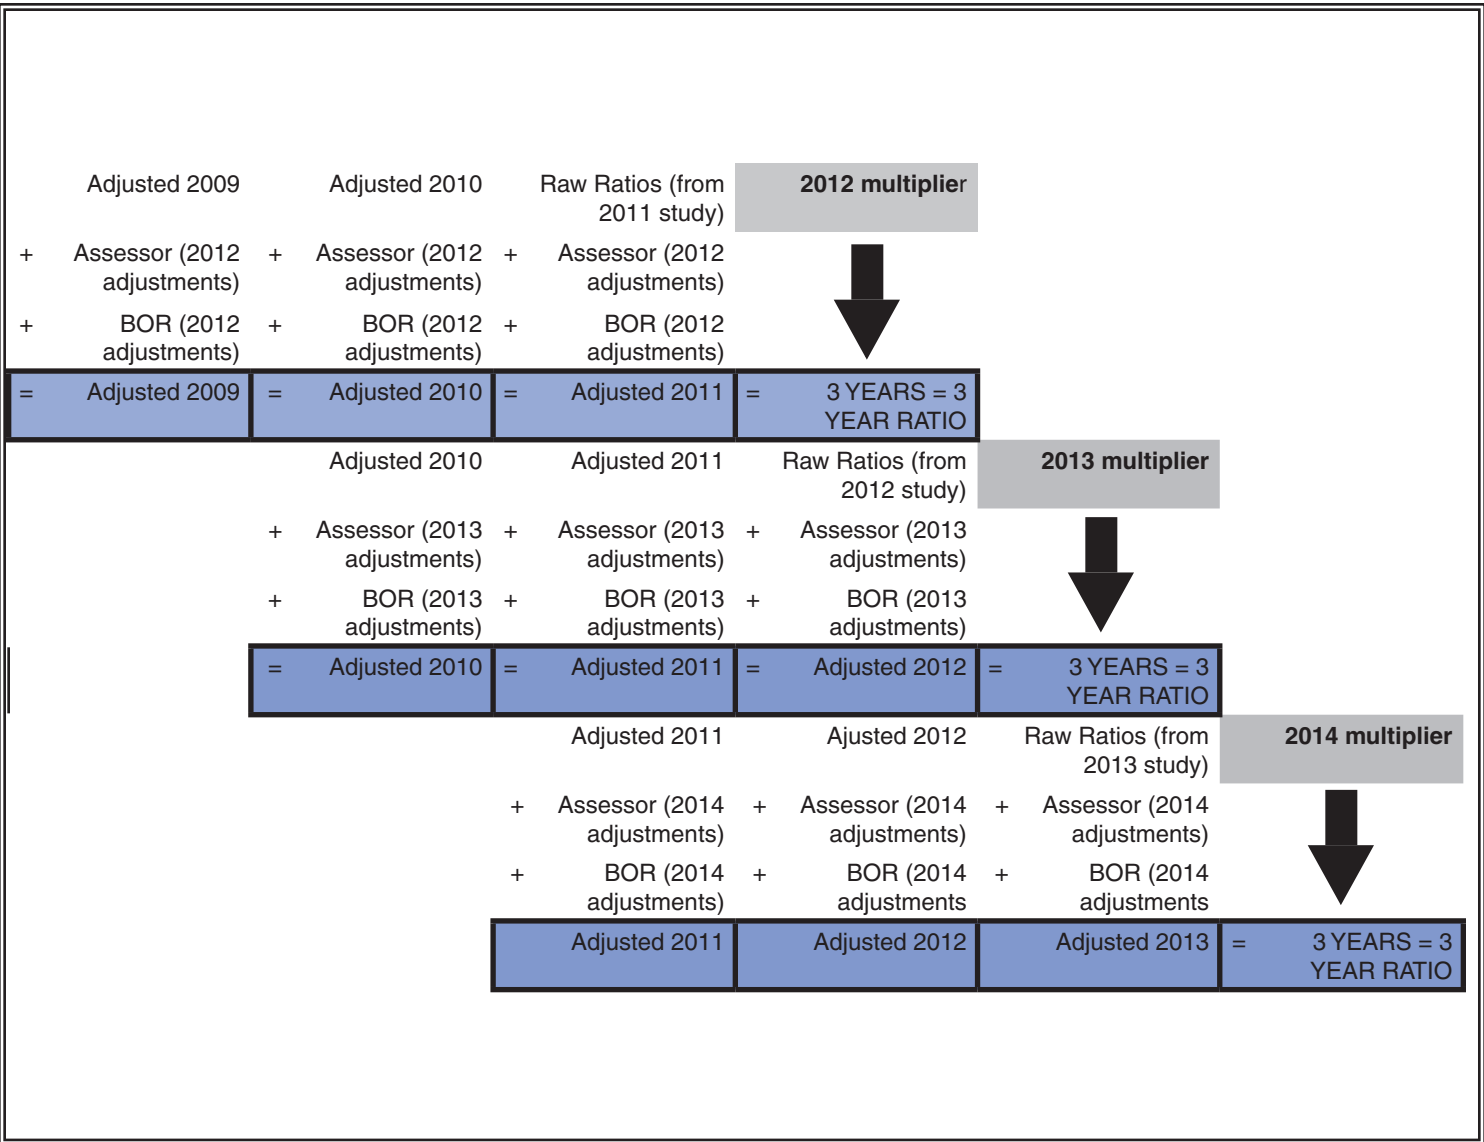 Adjusted 2009 Adjusted 2010 Raw Ratios (from 2012 multiplier
2011 study)
+ Assessor (2012 + Assessor (2012 + Assessor (2012
adjustments) adjustments) adjustments)
+ BOR (2012 + BOR (2012 + BOR (2012
adjustments) adjustments) adjustments)
= Adjusted 2009 = Adjusted 2010 = Adjusted 2011 = 3 YEARS = 3
YEAR RATIO
Adjusted 2010 Adjusted 2011 Raw Ratios (from 2013 multiplier
2012 study)
+ Assessor (2013 + Assessor (2013 + Assessor (2013
adjustments) adjustments) adjustments)
+ BOR (2013 + BOR (2013 + BOR (2013
adjustments) adjustments) adjustments)
= Adjusted 2010 = Adjusted 2011 = Adjusted 2012 = 3 YEARS = 3
YEAR RATIO
Adjusted 2011 Ajusted 2012 Raw Ratios (from 2014 multiplier
2013 study)
+ Assessor (2014 + Assessor (2014 + Assessor (2014
adjustments) adjustments) adjustments)
+ BOR (2014 + BOR (2014 + BOR (2014
adjustments) adjustments adjustments
Adjusted 2011 Adjusted 2012 Adjusted 2013 = 3 YEARS = 3
YEAR RATIO